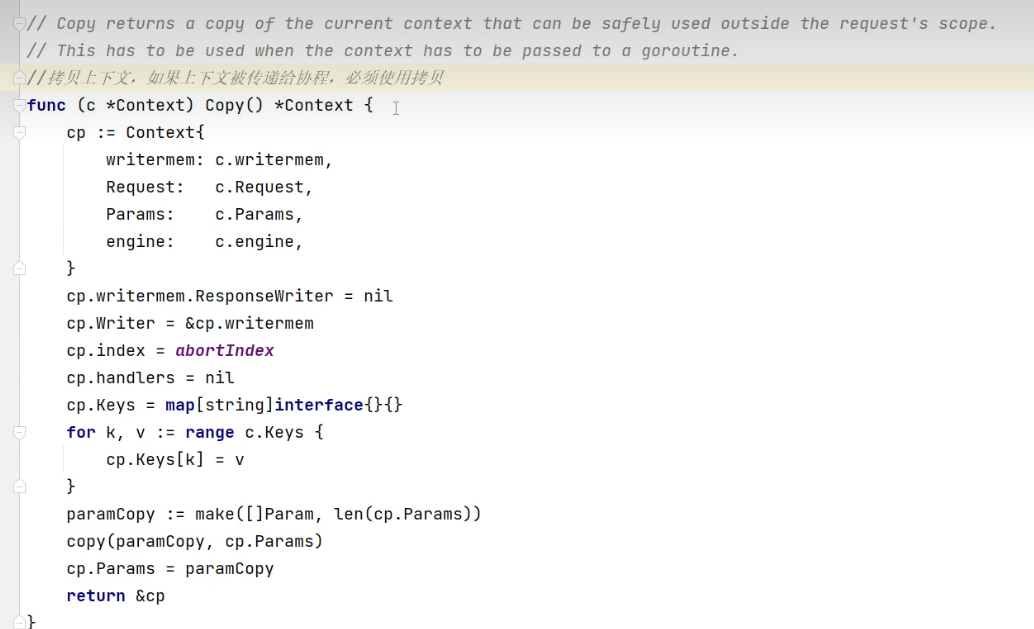 // Copy returns a copy of the current context that can be safely used outside the request's scope.
// This has to be used when the context has to be passed to a goroutine.
//拷贝上下文，如果上下文被传递给协程，必须使用拷贝
func (c *Context) Copy() *Context {
    cp := Context{
        writermem: c.writermem,
        Request:   c.Request,
        Params:    c.Params,
        engine:    c.engine,
    }
    cp.writermem.ResponseWriter = nil
    cp.Writer = &cp.writermem
    cp.index = abortIndex
    cp.handlers = nil
    cp.Keys = map[string]interface{}{}
    for k, v := range c.Keys {
        cp.Keys[k] = v
    }
    paramCopy := make([]Param, len(cp.Params))
    copy(paramCopy, cp.Params)
    cp.Params = paramCopy
    return &cp
}